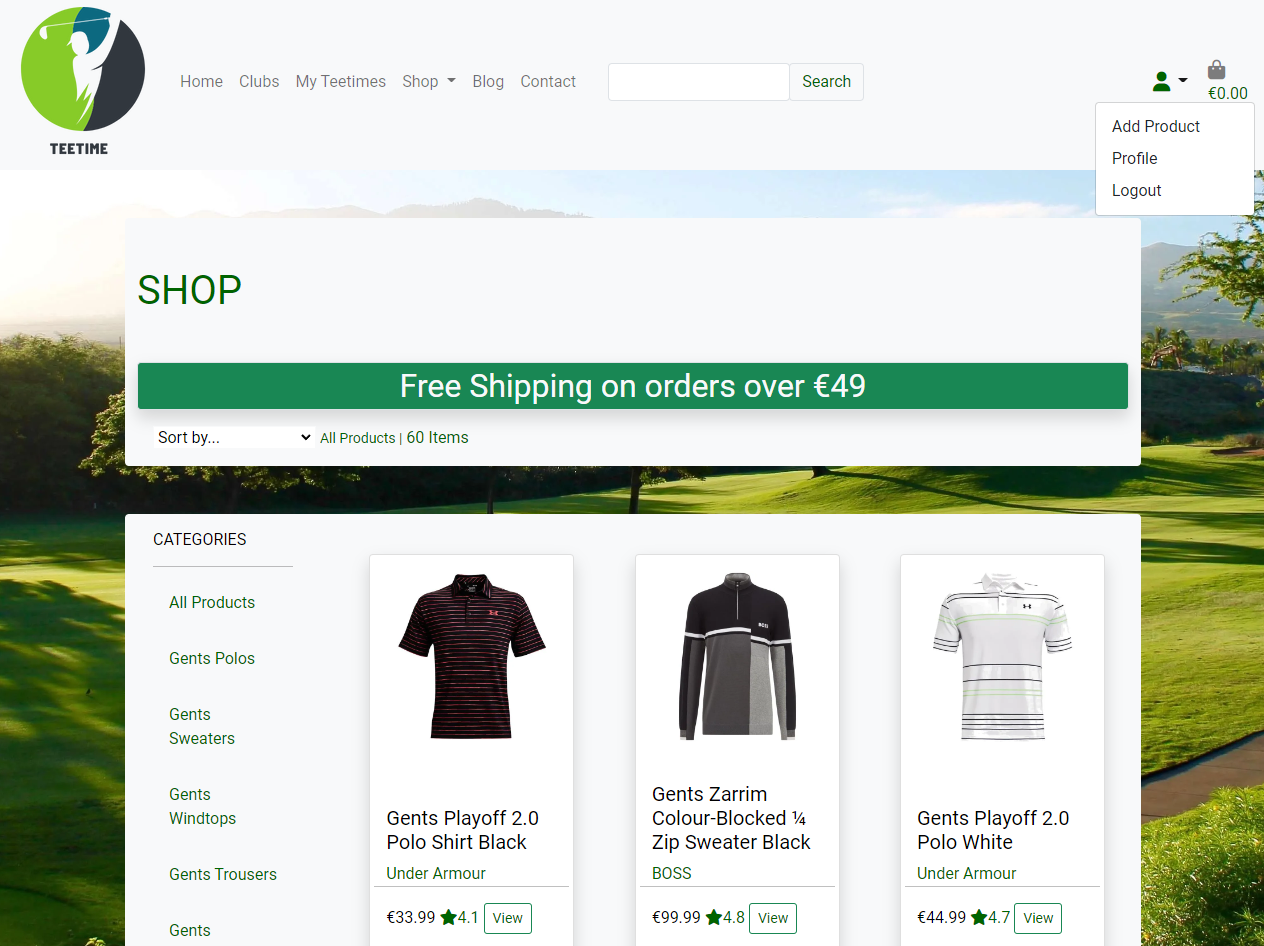 TEETIME
Home
Clubs
My Teetimes
Shop
Blog
Contact
Search
€0.00
Add Product
Profile
Logout
SHOP
Free Shipping on orders over €49
Sort by...
All Products | 60 Items
CATEGORIES
All Products
Gents Polos
Gents
Sweaters
Gents
Windtops
Gents Trousers
Gents
Gents Playoff 2.0
Polo Shirt Black
Under Armour
€33.99 4.1 View
BOSS
Gents Zarrim
Colour-Blocked ¼
Zip Sweater Black
BOSS
€99.99 4.8 View
Gents Playoff 2.0
Polo White
Under Armour
€44.99 4.7 View